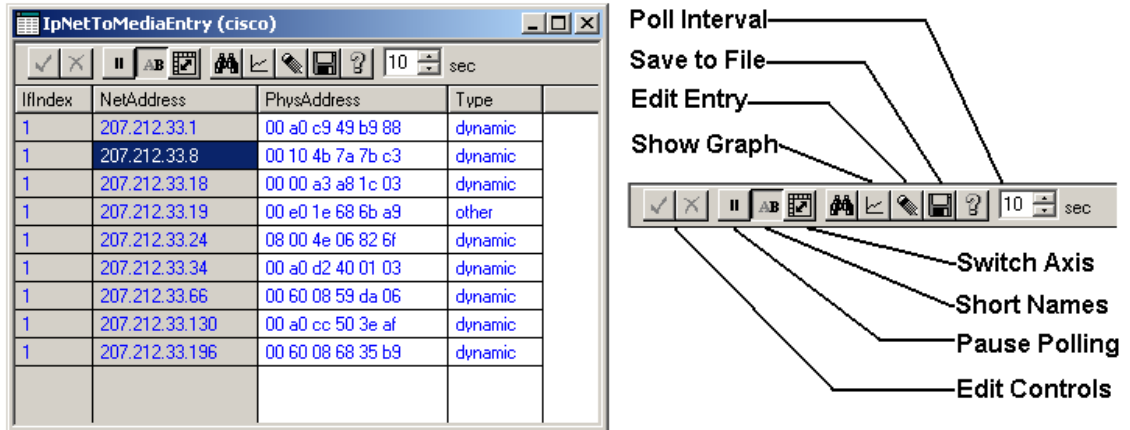 IpNetToMediaEntry (cisco)
AB 10 sec
IfIndex NetAddress PhysAddress Type
1 207.212.33.1 00 a0 c9 49 b9 88 dynamic
1 207.212.33.8 00 10 4b 7a 7b c3 dynamic
1 207.212.33.18 00 00 a3 a8 1c 03 dynamic
1 207.212.33.19 00 e0 1e 68 6b a9 other
1 207.212.33.24 08 00 4e 06 82 6f dynamic
1 207.212.33.34 00 a0 d2 40 01 03 dynamic
1 207.212.33.66 00 60 08 59 da 06 dynamic
1 207.212.33.130 00 a0 cc 50 3e af dynamic
1 207.212.33.196 00 60 08 68 35 b9 dynamic
Poll Interval
Save to File
Edit Entry
Show Graph
AB ? 10 sec
Switch Axis
Short Names
Pause Polling
Edit Controls